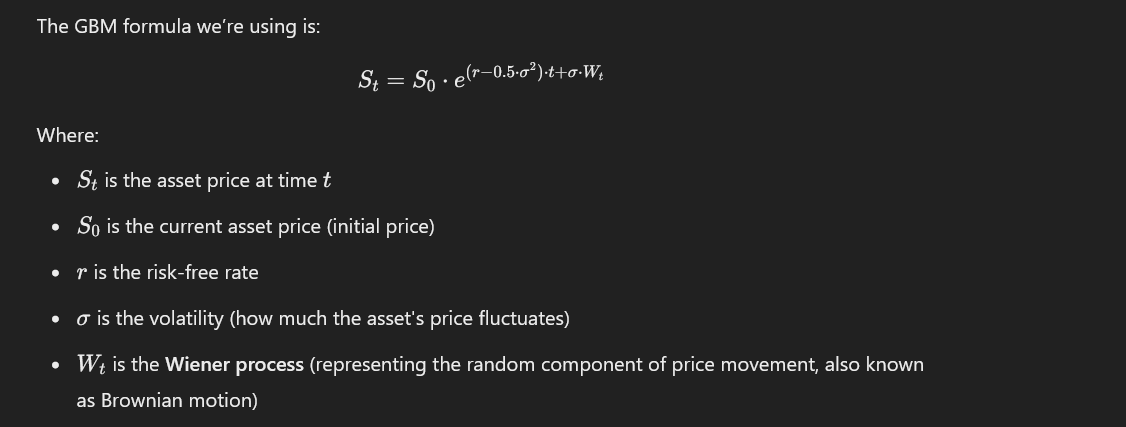 The GBM formula we’re using is:
$S_t = S_0 \cdot e^{(r-0.5\cdot\sigma^2)\cdot t+\sigma\cdot W_t}$
Where:
• $S_t$ is the asset price at time $t$
• $S_0$ is the current asset price (initial price)
• $r$ is the risk-free rate
• $\sigma$ is the volatility (how much the asset's price fluctuates)
• $W_t$ is the Wiener process (representing the random component of price movement, also known
as Brownian motion)